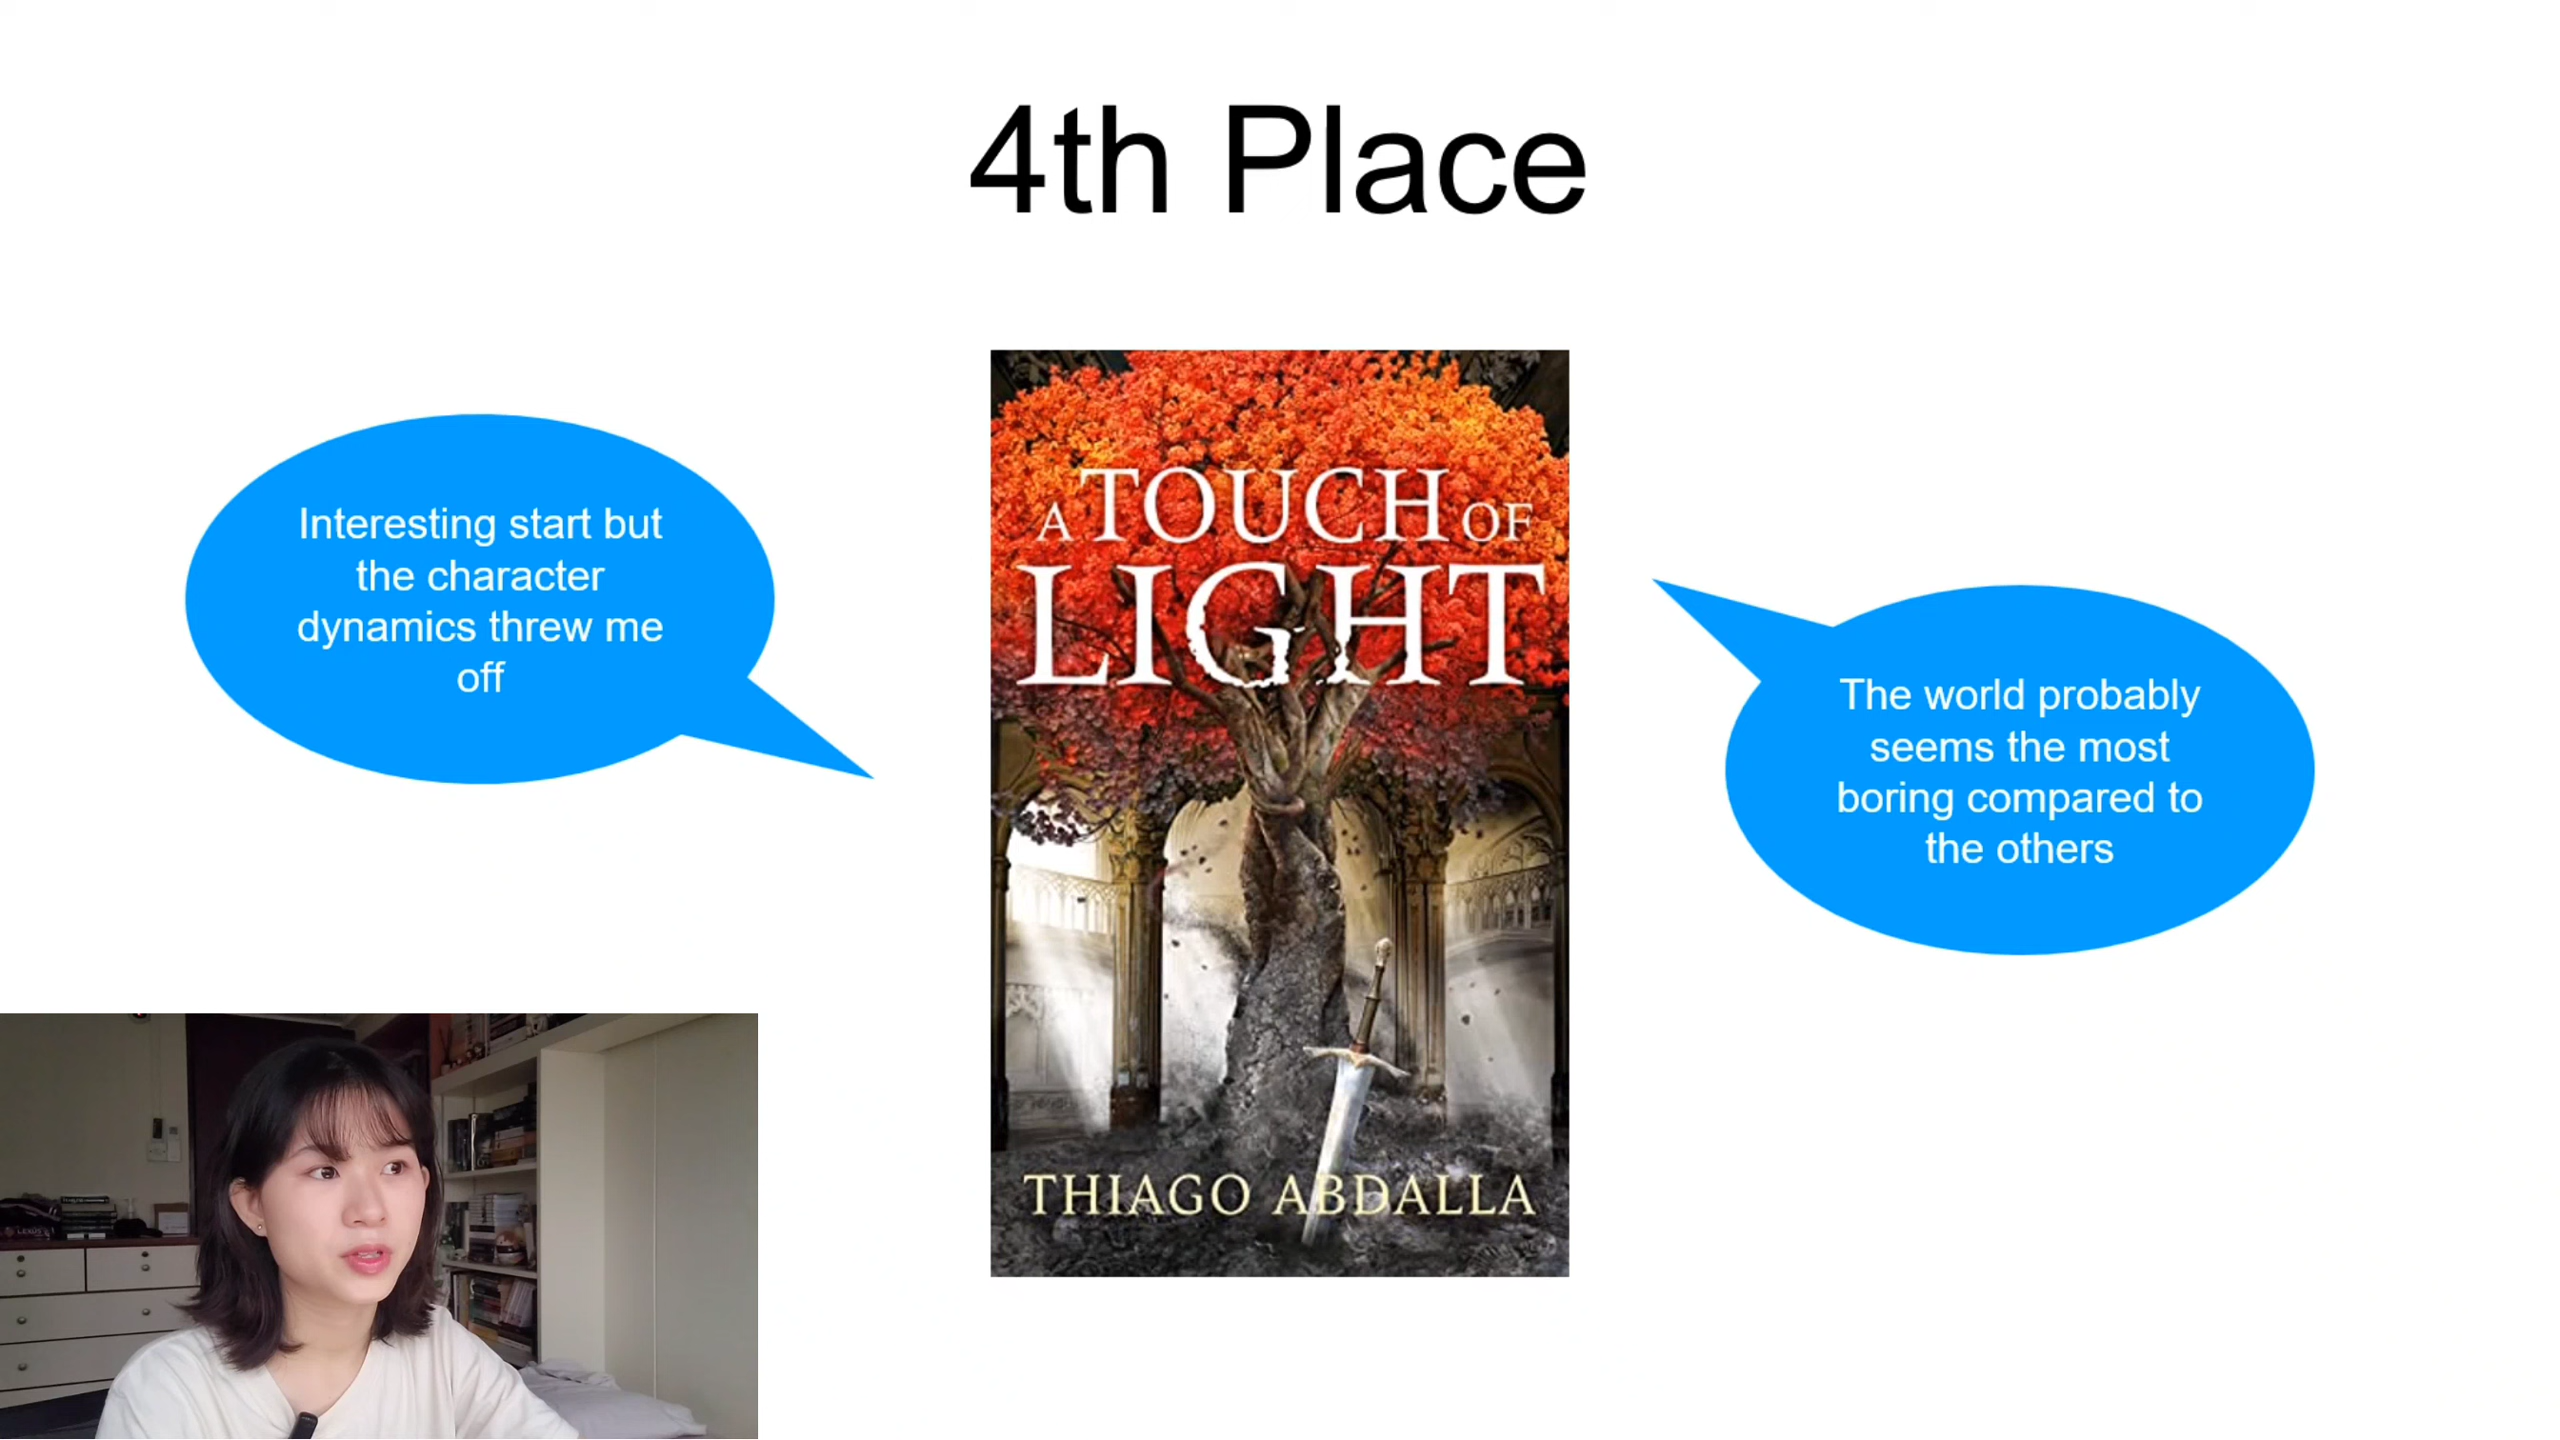 4th Place
Interesting start but
the character
dynamics threw me
off
A TOUCH OF
LIGHT
THIAGO ABDALLA
The world probably
seems the most
boring compared to
the others